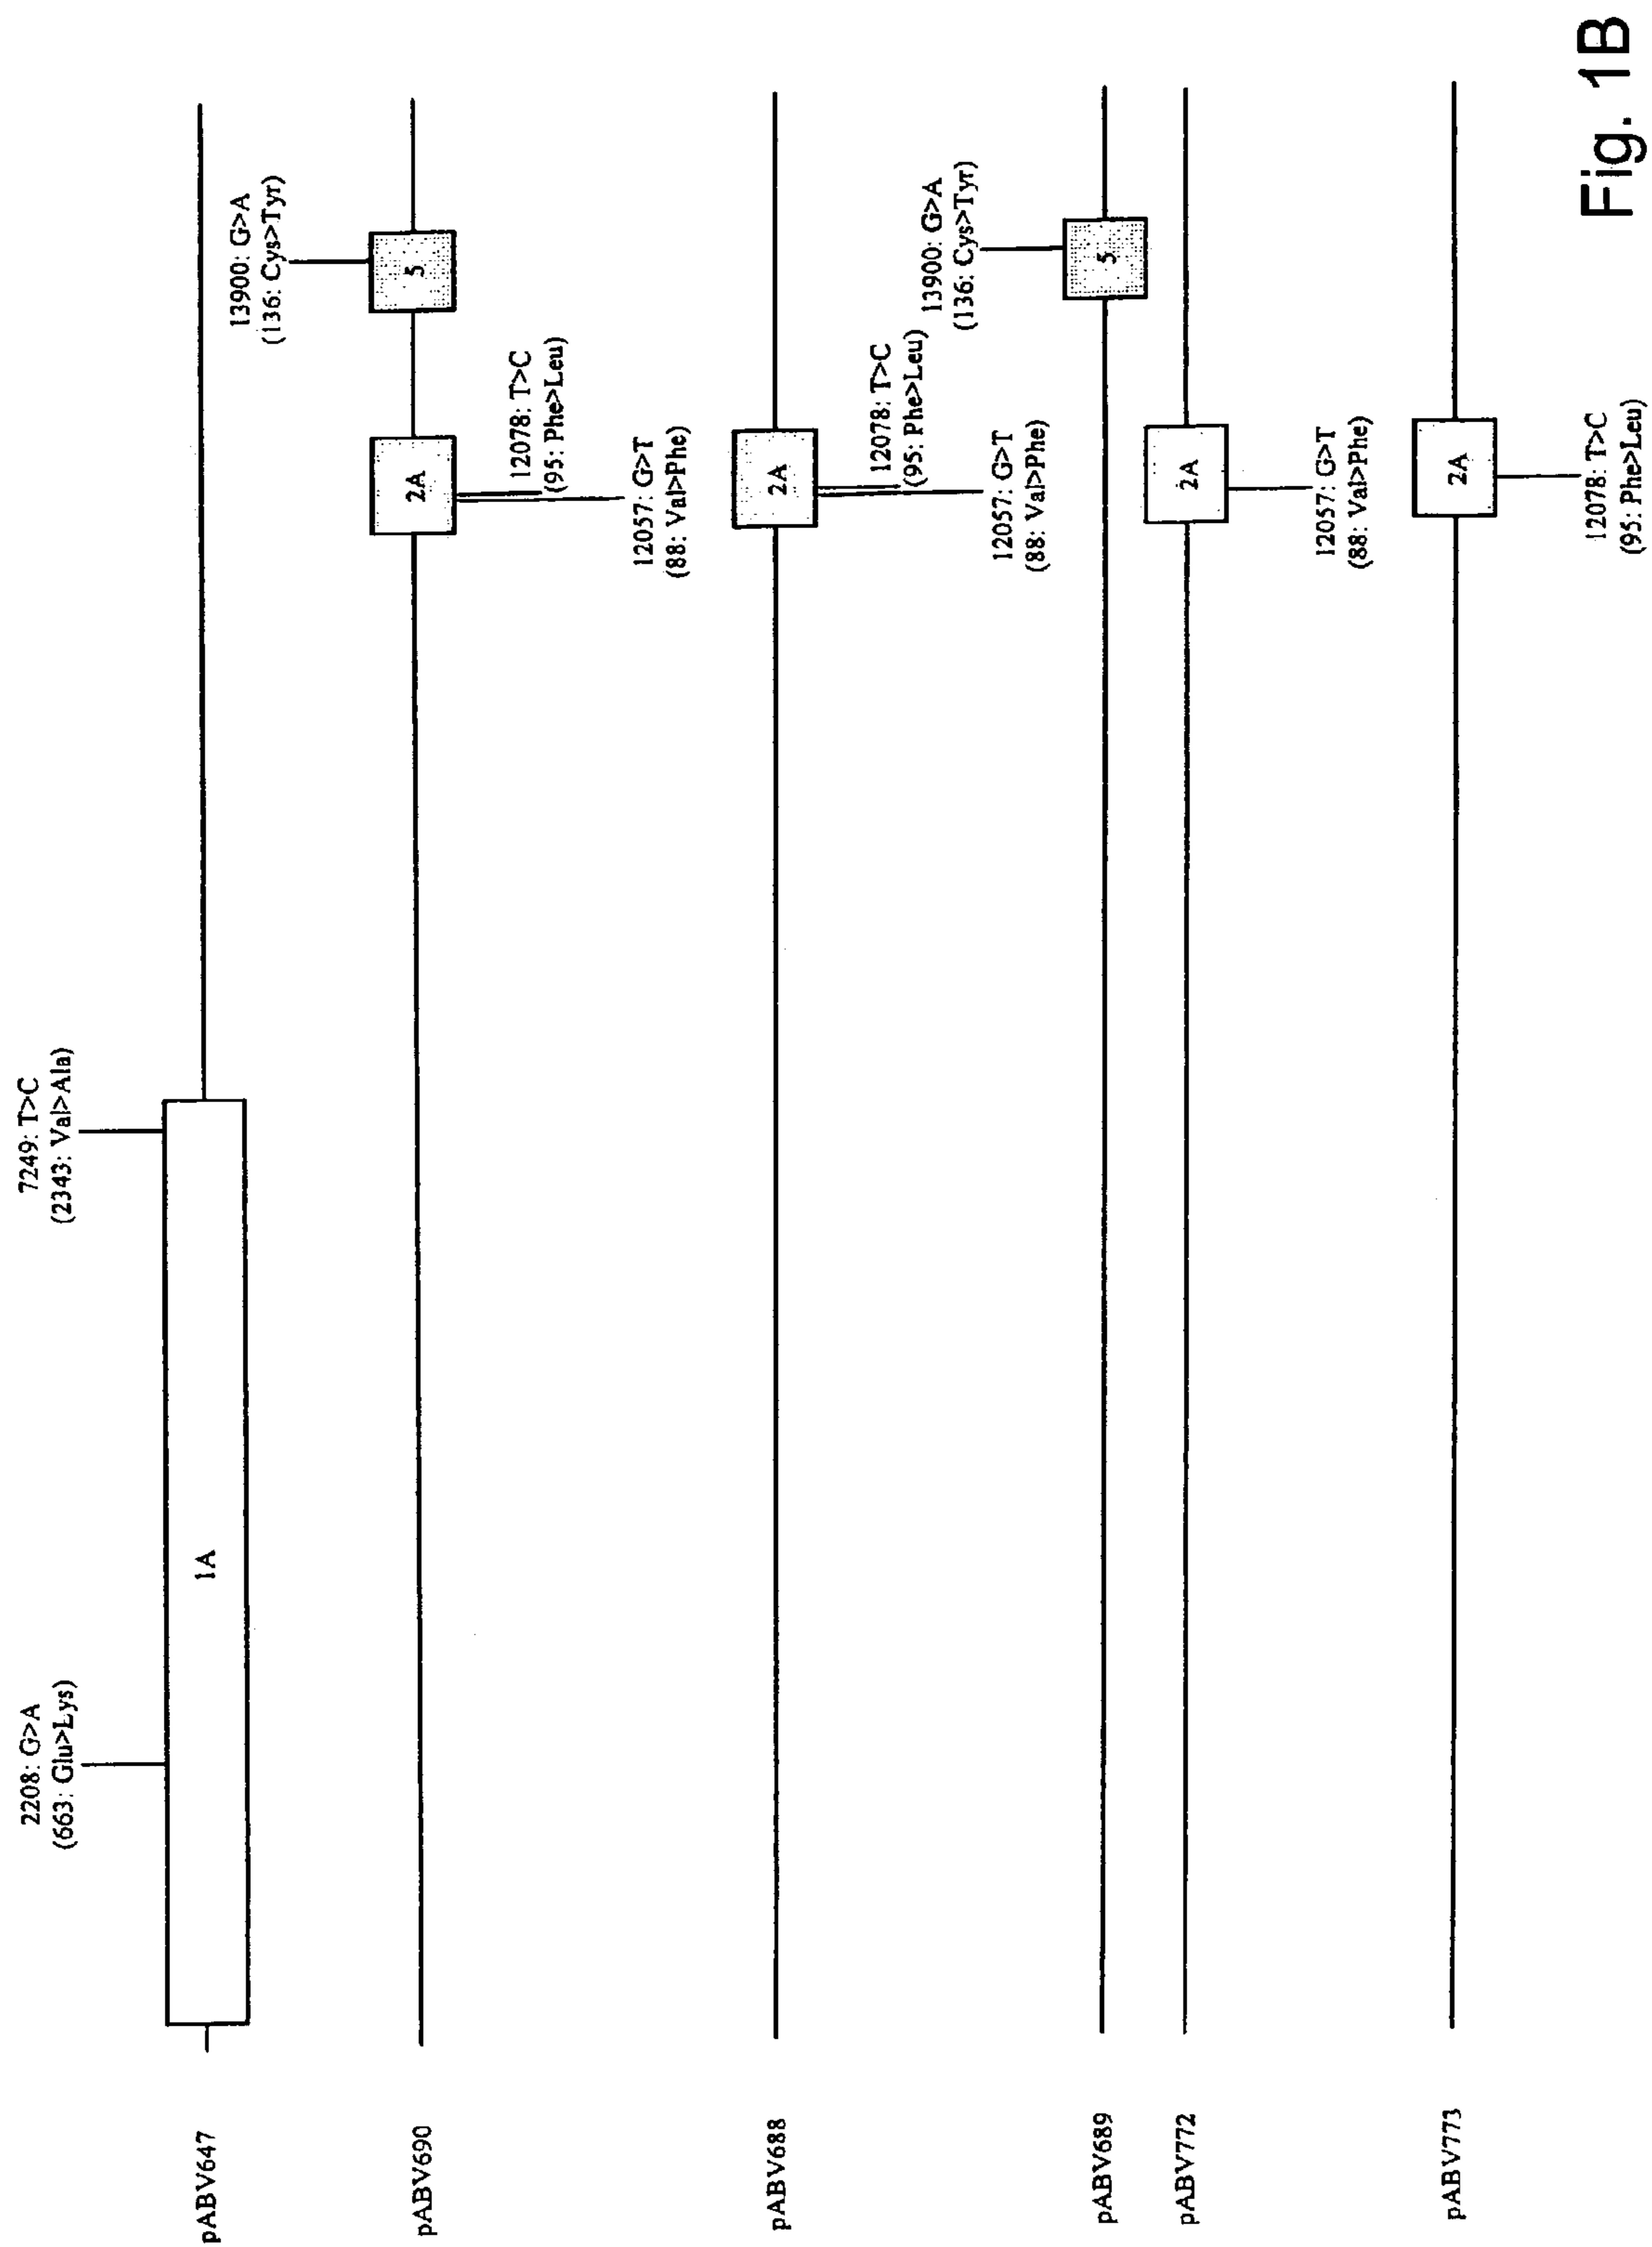 2208: G>A
(663: Glu>Lys)
7249: T>C
(2343: Val>Ala)
pABV647
1A
13900: G>A
(136: Cys>Tyr)
pABV690
2A
5
12078: T>C
(95: Phe>Leu)
12057: G>T
(88: Val>Phe)
pABV688
2A
12078: T>C
(95: Phe>Leu)
12057: G>T
(88: Val>Phe)
13900: G>A
(136: Cys>Tyr)
pABV689
5
pABV772
2A
12057: G>T
(88: Val>Phe)
pABV773
2A
12078: T>C
(95: Phe>Leu)
Fig. 1B